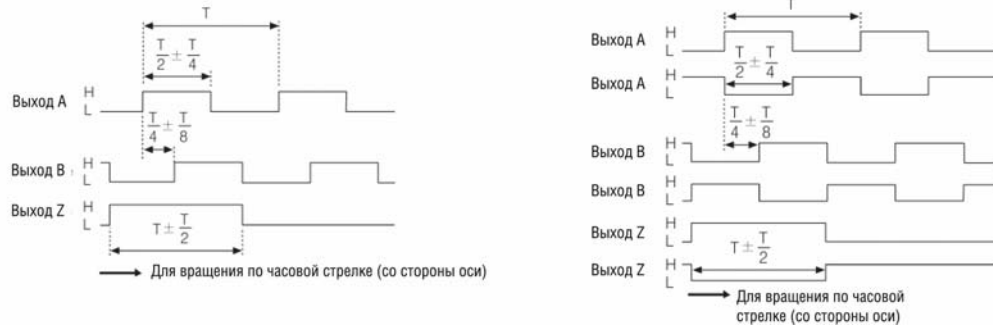 T
T/2 ± T/4
Выход A
H
L
T/4 ± T/8
Выход B
H
L
Выход Z
H
L
T ± T/2
Для вращения по часовой стрелке (со стороны оси)
T
Выход A
H
L
T/2 ± T/4
Выход A
H
L
T/4 ± T/8
Выход B
H
L
Выход B
H
L
Выход Z
H
L
T ± T/2
Выход Z
H
L
Для вращения по часовой
стрелке (со стороны оси)